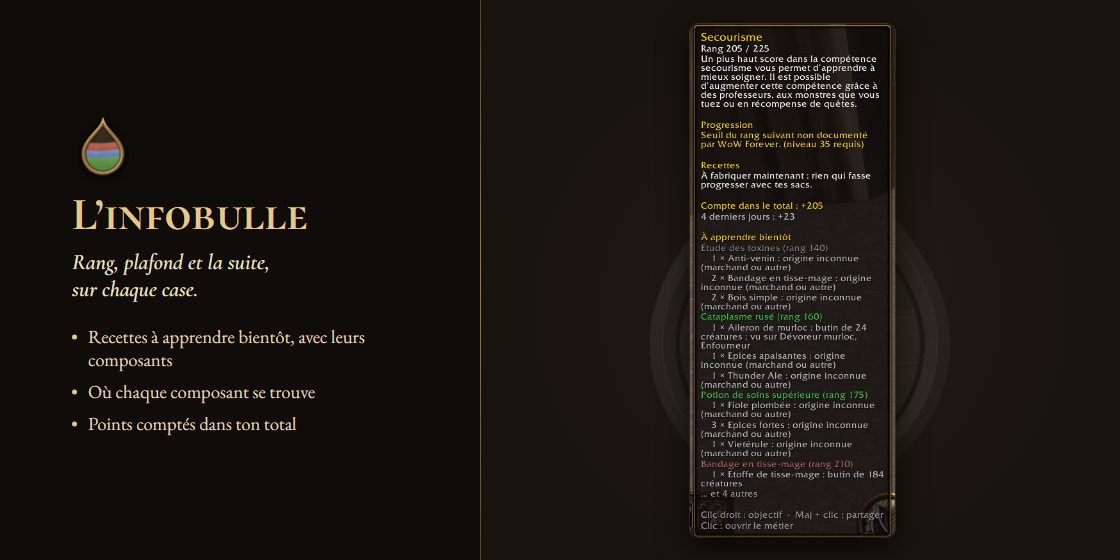 L'INFOBULLE
Rang, plafond et la suite,
sur chaque case.
• Recettes à apprendre bientôt, avec leurs
composants
• Où chaque composant se trouve
• Points comptés dans ton total
Secourisme
Rang 205 / 225
Un plus haut score dans la compétence
secourisme vous permet d'apprendre à
mieux soigner. Il est possible
d'augmenter cette compétence grâce à
des professeurs, aux monstres que vous
tuez ou en récompense de quêtes.
Progression
Seuil du rang suivant non documenté
par WoW Forever. (niveau 35 requis)
Recettes
À fabriquer maintenant : rien qui fasse
progresser avec tes sacs.
Compte dans le total : +205
4 derniers jours : +23
À apprendre bientôt
Étude des toxines (rang 140)
1 × Anti-venin : origine inconnue
(marchand ou autre)
2 × Bandage en tisse-mage : origine
inconnue (marchand ou autre)
2 × Bois simple : origine inconnue
(marchand ou autre)
Cataplasme rusé (rang 160)
1 × Aileron de murloc : butin de 24
créatures ; vu sur Dévoreur murloc,
Enfourneur
1 × Epices apaisantes : origine
inconnue (marchand ou autre)
1 × Thunder Ale : origine inconnue
(marchand ou autre)
Potion de soins supérieure (rang 175)
1 × Fiole plombée : origine inconnue
(marchand ou autre)
3 × Epices fortes : origine inconnue
(marchand ou autre)
1 × Vietérule : origine inconnue
(marchand ou autre)
Bandage en tisse-mage (rang 210)
1 × Etoffe de tisse-mage : butin de 184
créatures
... et 4 autres
Clic droit : objectif · Maj + clic : partager
Clic : ouvrir le métier